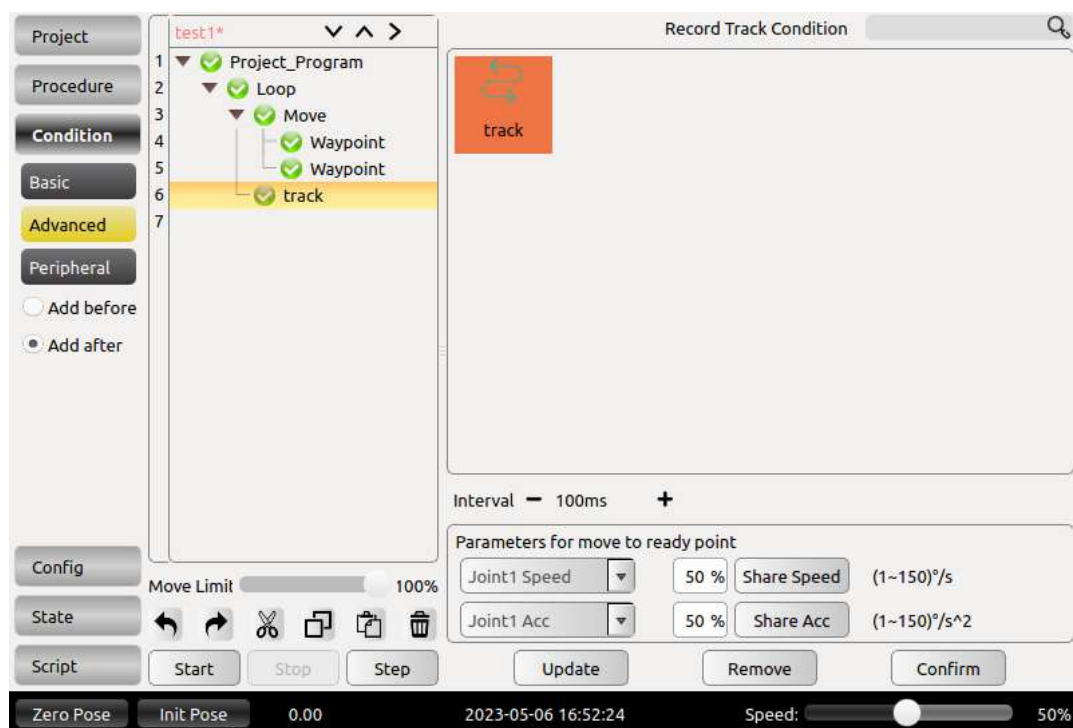 Project
Procedure
Condition
Basic
Advanced
Peripheral
Add before
Add after
Config
State
Script
test1*
1 Project_Program
2 Loop
3 Move
4 Waypoint
5 Waypoint
6 track
7
Move Limit 100%
Start Stop Step
Record Track Condition
track
Interval 100ms
Parameters for move to ready point
Joint1 Speed 50 % Share Speed (1~150)°/s
Joint1 Acc 50 % Share Acc (1~150)°/s^2
Update Remove Confirm
Zero Pose Init Pose 0.00 2023-05-06 16:52:24 Speed: 50%